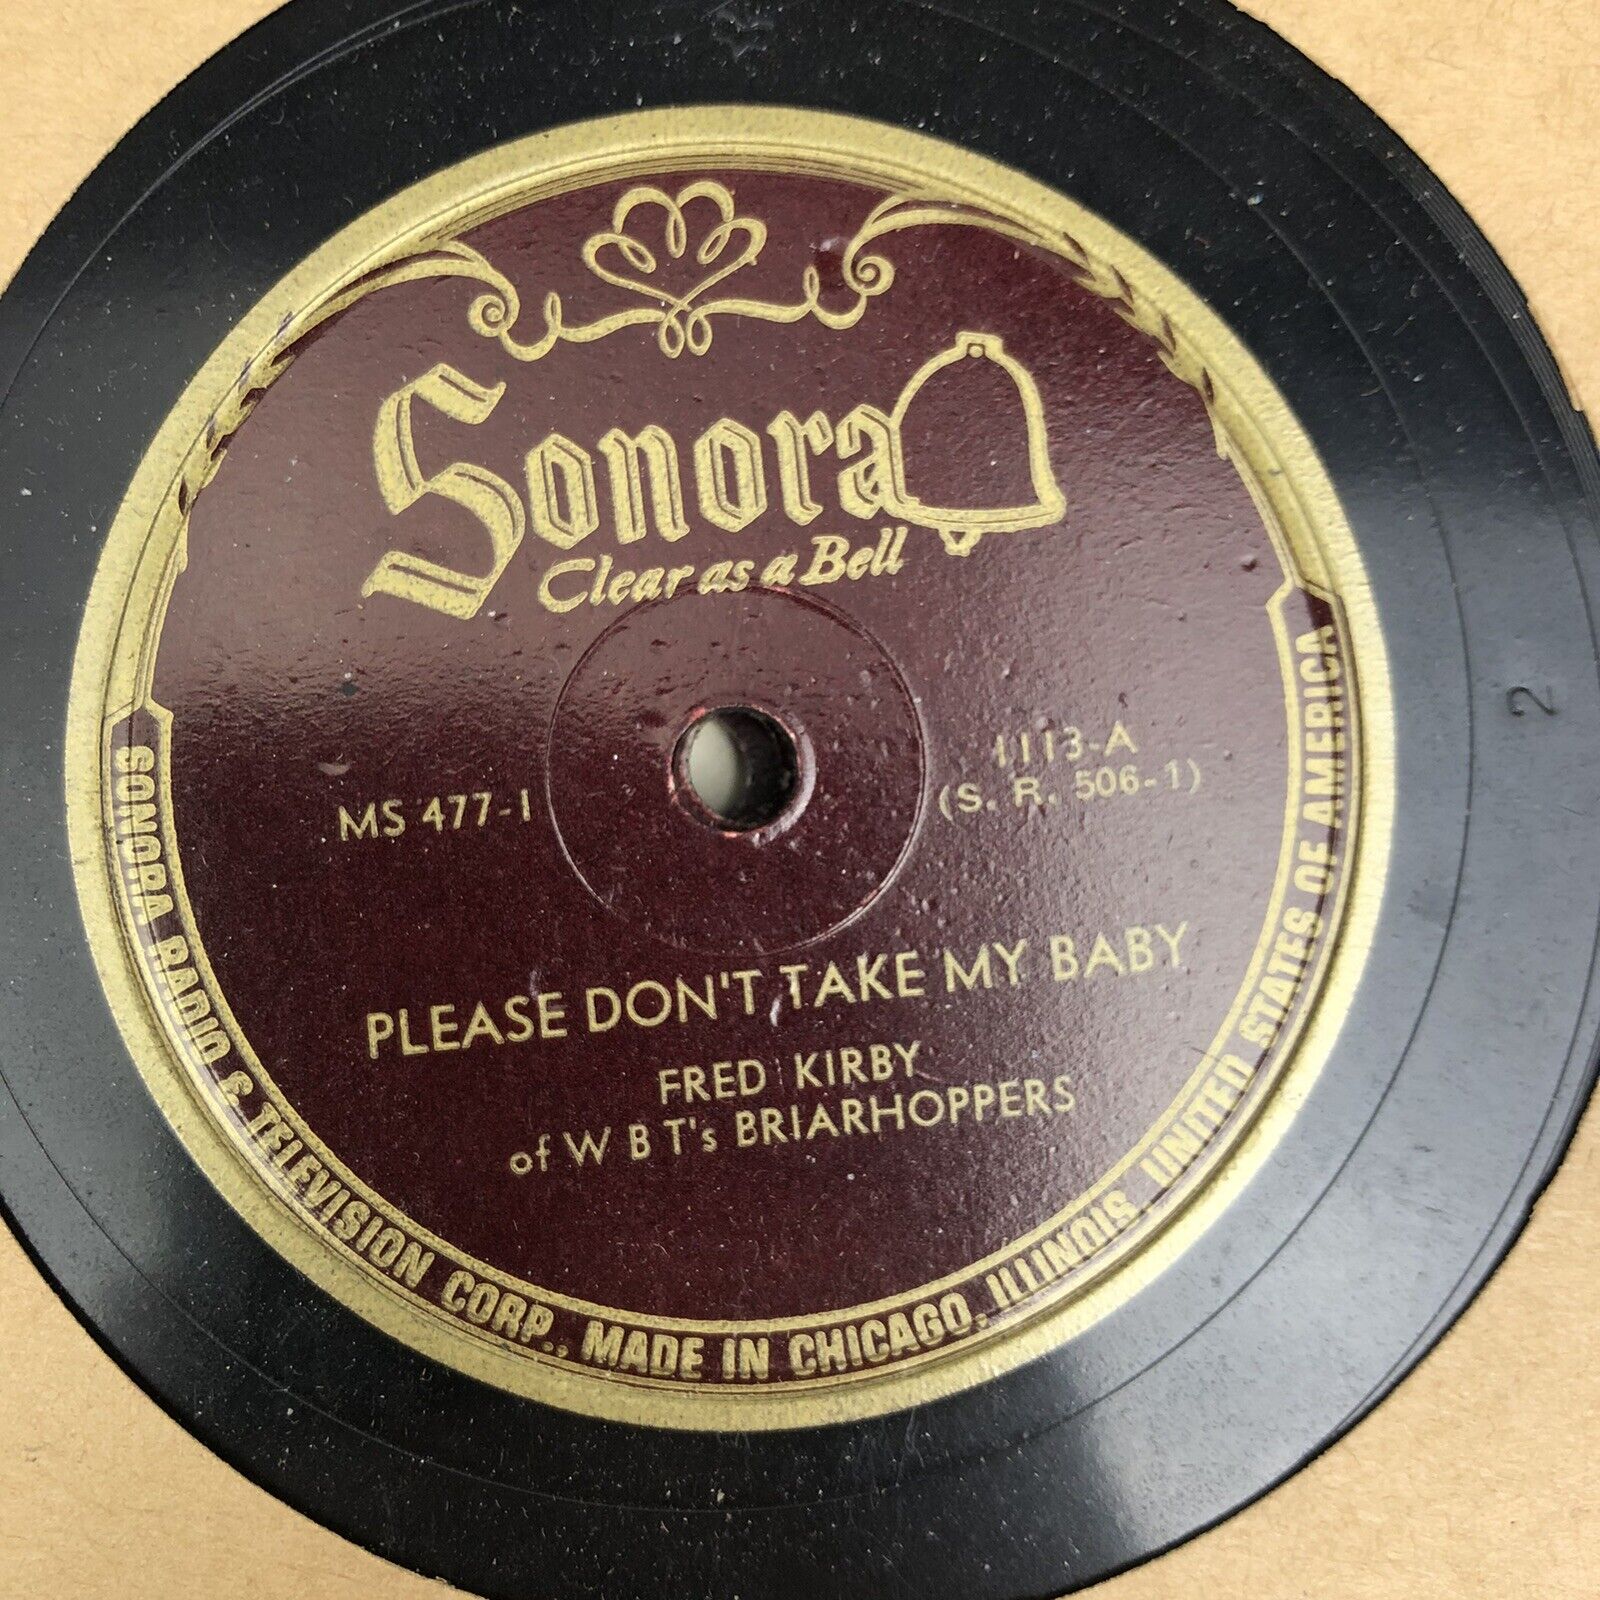 Sonora
Clear as a Bell
MS 477-1
1113-A
(S. R. 506-1)
PLEASE DON'T TAKE MY BABY
FRED KIRBY
of W B T's BRIARHOPPERS
SONORA RADIO & TELEVISION CORP., MADE IN CHICAGO, ILLINOIS, UNITED STATES OF AMERICA
2